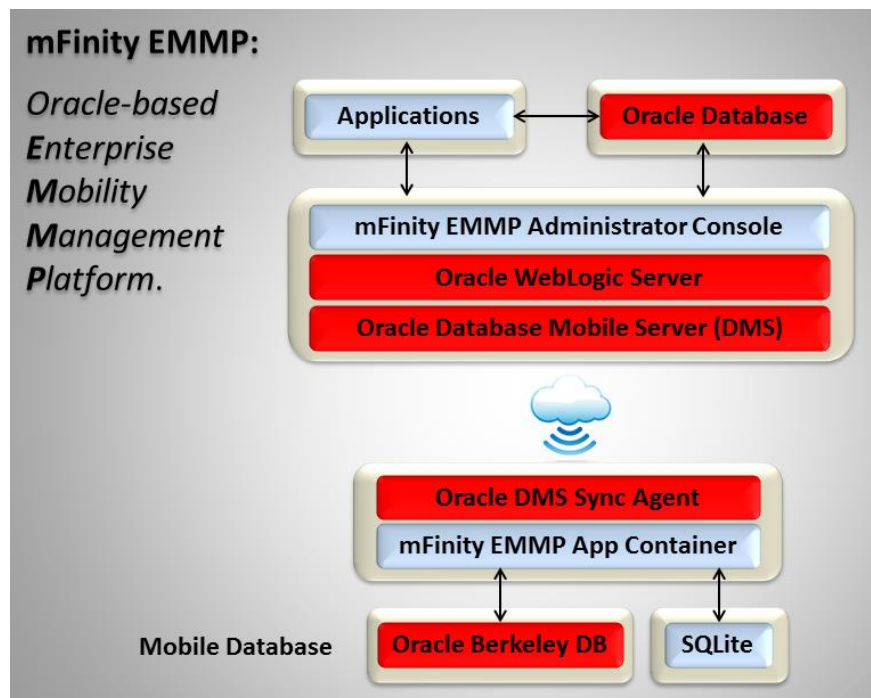 mFinity EMMP:
Oracle-based
Enterprise
Mobility
Management
Platform.
Applications
Oracle Database
mFinity EMMP Administrator Console
Oracle WebLogic Server
Oracle Database Mobile Server (DMS)
Oracle DMS Sync Agent
mFinity EMMP App Container
Mobile Database
Oracle Berkeley DB
SQLite